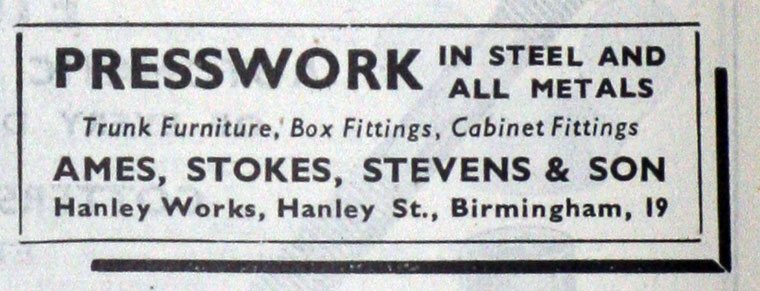 PRESSWORK IN STEEL AND
ALL METALS
Trunk Furniture, Box Fittings, Cabinet Fittings
AMES, STOKES, STEVENS & SON
Hanley Works, Hanley St., Birmingham, 19